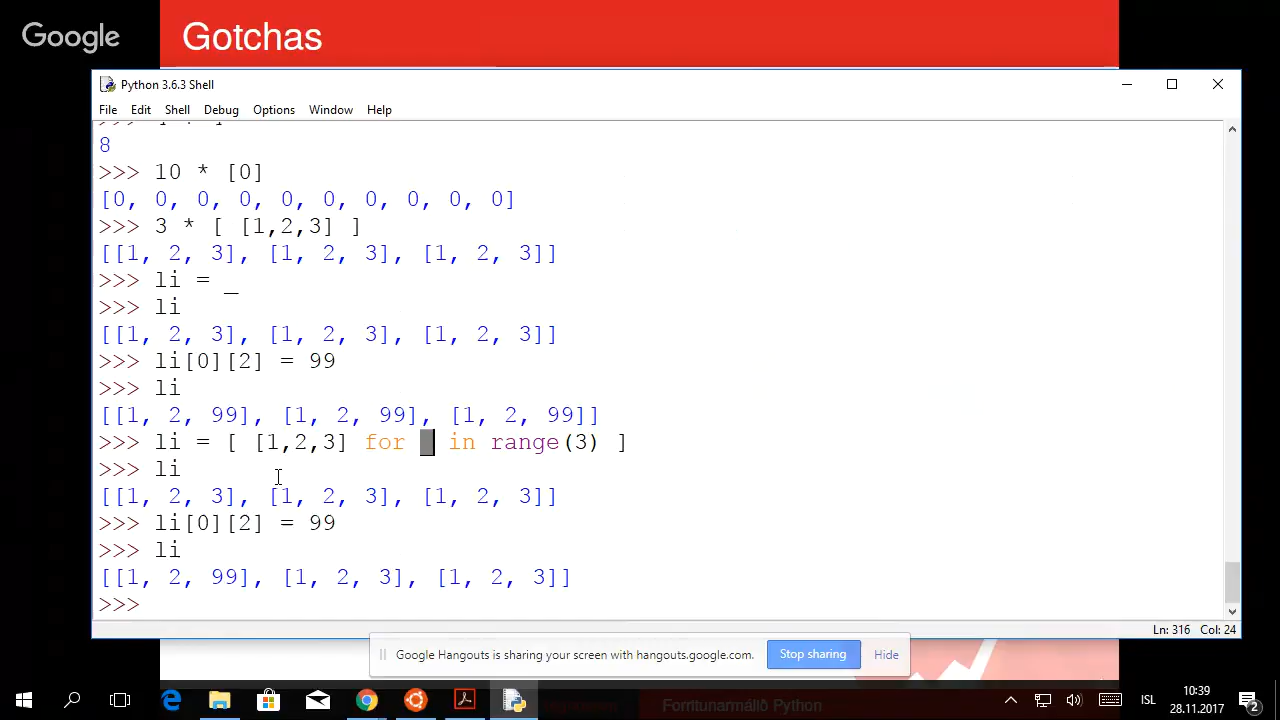 Google
Gotchas
Python 3.6.3 Shell
File Edit Shell Debug Options Window Help
8
>>> 10 * [0]
[0, 0, 0, 0, 0, 0, 0, 0, 0, 0]
>>> 3 * [ [1,2,3] ]
[[1, 2, 3], [1, 2, 3], [1, 2, 3]]
>>> li = _
>>> li
[[1, 2, 3], [1, 2, 3], [1, 2, 3]]
>>> li[0][2] = 99
>>> li
[[1, 2, 99], [1, 2, 99], [1, 2, 99]]
>>> li = [ [1,2,3] for _ in range(3) ]
>>> li
[[1, 2, 3], [1, 2, 3], [1, 2, 3]]
>>> li[0][2] = 99
>>> li
[[1, 2, 99], [1, 2, 3], [1, 2, 3]]
>>>
Ln: 316 Col: 24
Google Hangouts is sharing your screen with hangouts.google.com. Stop sharing Hide
Forritunarmálið Python
ISL
10:39
28.11.2017
2